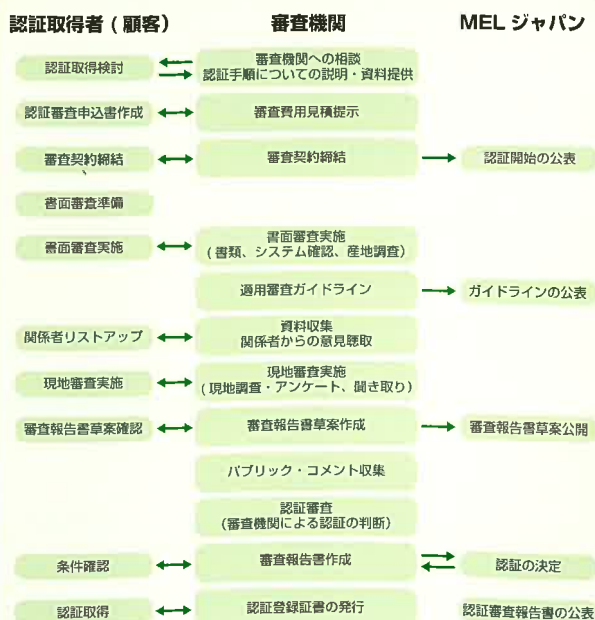 認証取得者(顧客)
審査機関
MEL ジャパン
認証取得検討
審査機関への相談
認証手順についての説明・資料提供
認証審査申込書作成
審査費用見積提示
審査契約締結
審査契約締結
認証開始の公表
書面審査準備
書面審査実施
書面審査実施
(書類、システム確認、産地調査)
適用審査ガイドライン
ガイドラインの公表
関係者リストアップ
資料収集
関係者からの意見聴取
現地審査実施
現地審査実施
(現地調査・アンケート、聞き取り)
審査報告書草案確認
審査報告書草案作成
審査報告書草案公開
パブリック・コメント収集
認証審査
(審査機関による認証の判断)
条件確認
審査報告書作成
認証の決定
認証取得
認証登録証書の発行
認証審査報告書の公表